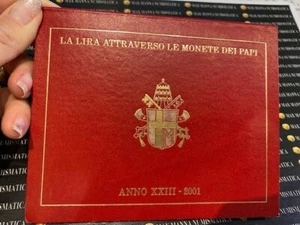 LA LIRA ATTRAVERSO LE MONETE DEI PAPI
ANNO XXIII - 2001